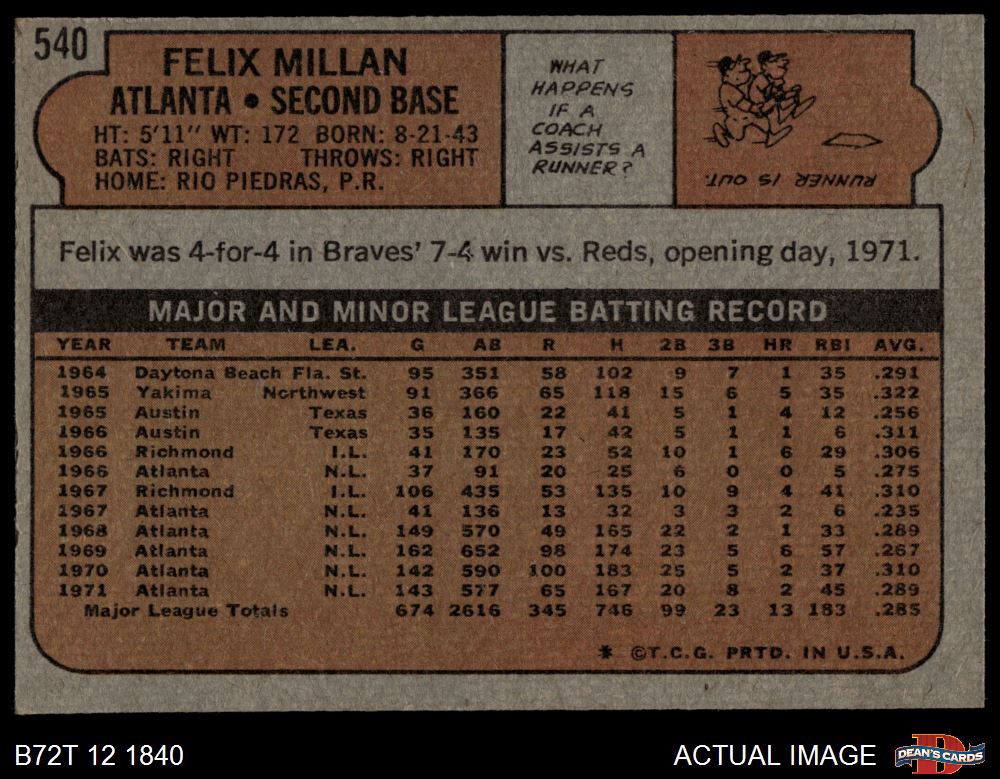 540
FELIX MILLAN
ATLANTA • SECOND BASE
HT: 5'11" WT: 172 BORN: 8-21-43
BATS: RIGHT THROWS: RIGHT
HOME: RIO PIEDRAS, P.R.
WHAT
HAPPENS
IF A
COACH
ASSISTS A
RUNNER?
RUNNER IS OUT.
Felix was 4-for-4 in Braves' 7-4 win vs. Reds, opening day, 1971.
MAJOR AND MINOR LEAGUE BATTING RECORD
YEAR TEAM LEA. G AB R H 2B 3B HR RBI AVG.
1964 Daytona Beach Fla. St. 95 351 58 102 9 7 1 35 .291
1965 Yakima Northwest 91 366 65 118 15 6 5 35 .322
1965 Austin Texas 36 160 22 41 5 1 4 12 .256
1966 Austin Texas 35 135 17 42 5 1 1 6 .311
1966 Richmond I.L. 41 170 23 52 10 1 6 29 .306
1966 Atlanta N.L. 37 91 20 25 6 0 0 5 .275
1967 Richmond I.L. 106 435 53 135 10 9 4 41 .310
1967 Atlanta N.L. 41 136 13 32 3 3 2 6 .235
1968 Atlanta N.L. 149 570 49 165 22 2 1 33 .289
1969 Atlanta N.L. 162 652 98 174 23 5 6 57 .267
1970 Atlanta N.L. 142 590 100 183 25 5 2 37 .310
1971 Atlanta N.L. 143 577 65 167 20 8 2 45 .289
Major League Totals 674 2616 345 746 99 23 13 183 .285
* ©T.C.G. PRTD. IN U.S.A.
B72T 12 1840
ACTUAL IMAGE
DEAN'S CARDS